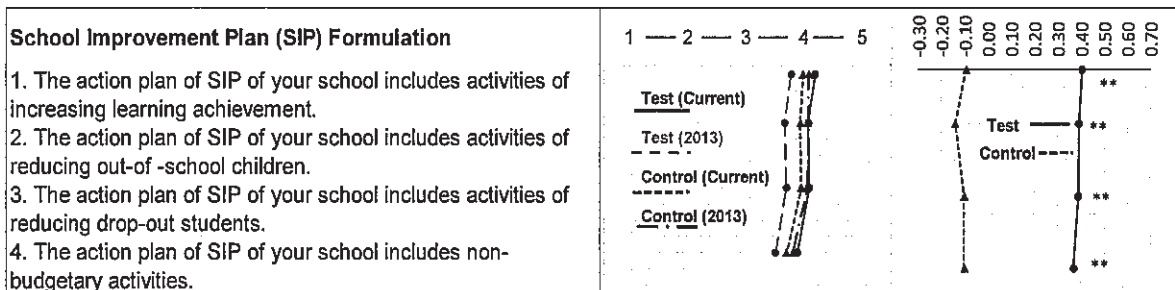 School Improvement Plan (SIP) Formulation
1. The action plan of SIP of your school includes activities of
increasing learning achievement.
2. The action plan of SIP of your school includes activities of
reducing out-of -school children.
3. The action plan of SIP of your school includes activities of
reducing drop-out students.
4. The action plan of SIP of your school includes non-
budgetary activities.
1 — 2 — 3 — 4 — 5
Test (Current)
Test (2013)
Control (Current)
Control (2013)
-0.30
-0.20
-0.10
0.00
0.10
0.20
0.30
0.40
0.50
0.60
0.70
**
Test
**
Control
**
**